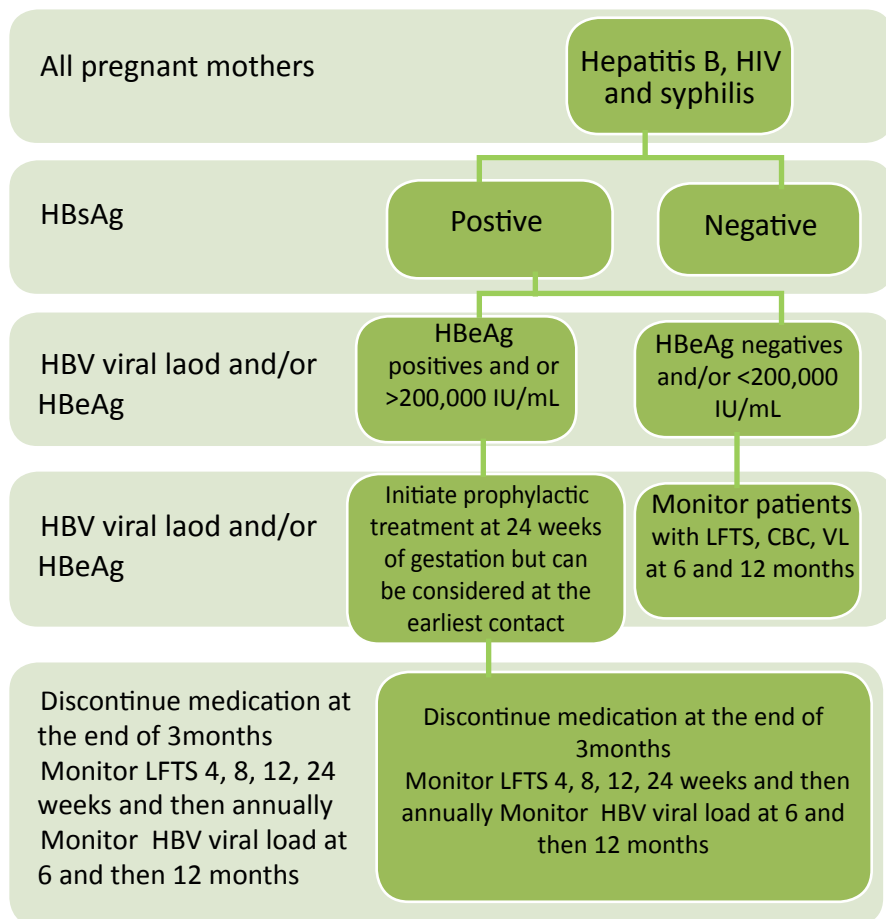 All pregnant mothers
Hepatitis B, HIV
and syphilis
HBsAg
Postive
Negative
HBV viral laod and/or
HBeAg
HBeAg
positives and or
>200,000 IU/mL
HBeAg negatives
and/or <200,000
IU/mL
HBV viral laod and/or
HBeAg
Initiate prophylactic
treatment at 24 weeks
of gestation but can
be considered at the
earliest contact
Monitor patients
with LFTS, CBC, VL
at 6 and 12 months
Discontinue medication at
the end of 3months
Monitor LFTS 4, 8, 12, 24
weeks and then annually
Monitor HBV viral load at
6 and then 12 months
Discontinue medication at the end of
3months
Monitor LFTS 4, 8, 12, 24 weeks and then
annually Monitor HBV viral load at 6 and
then 12 months